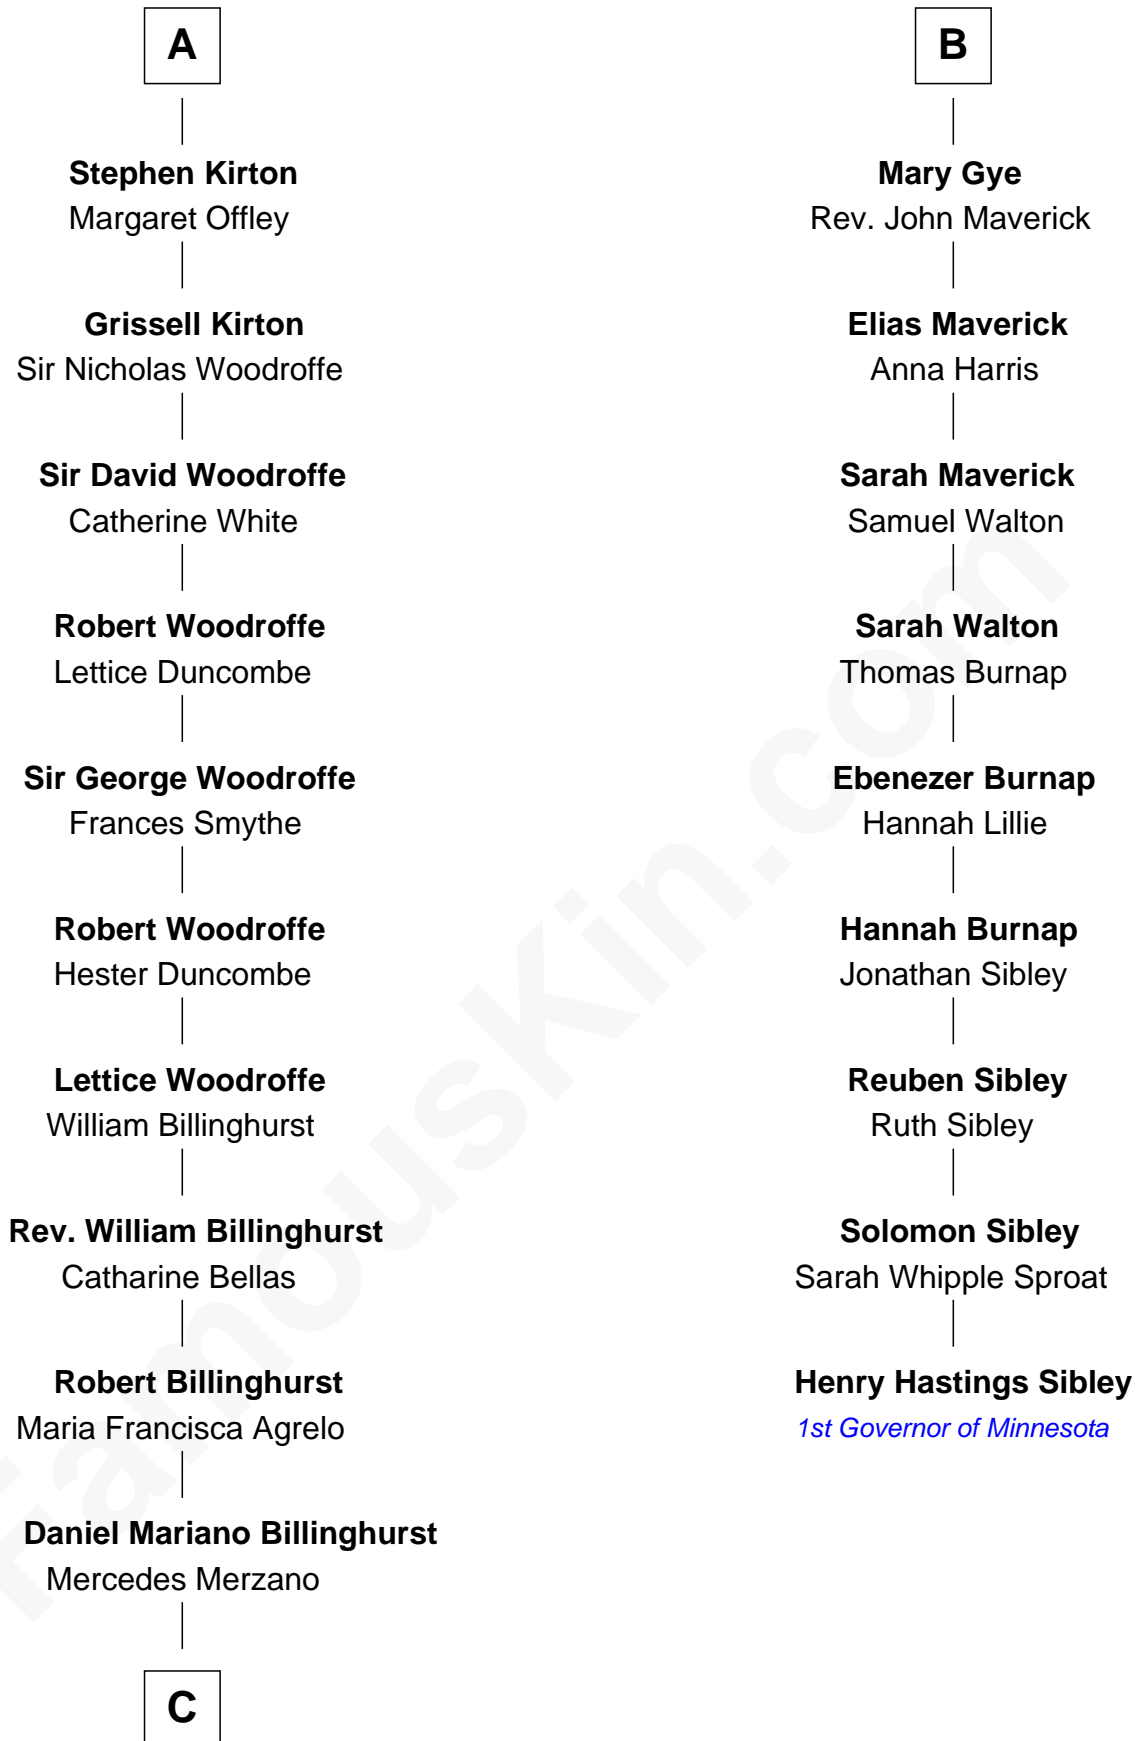 A
Stephen Kirton
Margaret Offley
Grissell Kirton
Sir Nicholas Woodroffe
Sir David Woodroffe
Catherine White
Robert Woodroffe
Lettice Duncombe
Sir George Woodroffe
Frances Smythe
Robert Woodroffe
Hester Duncombe
Lettice Woodroffe
William Billinghurst
Rev. William Billinghurst
Catharine Bellas
Robert Billinghurst
Maria Francisca Agrelo
Daniel Mariano Billinghurst
Mercedes Merzano
C
B
Mary Gye
Rev. John Maverick
Elias Maverick
Anna Harris
Sarah Maverick
Samuel Walton
Sarah Walton
Thomas Burnap
Ebenezer Burnap
Hannah Lillie
Hannah Burnap
Jonathan Sibley
Reuben Sibley
Ruth Sibley
Solomon Sibley
Sarah Whipple Sproat
Henry Hastings Sibley
1st Governor of Minnesota
FamousKin.com